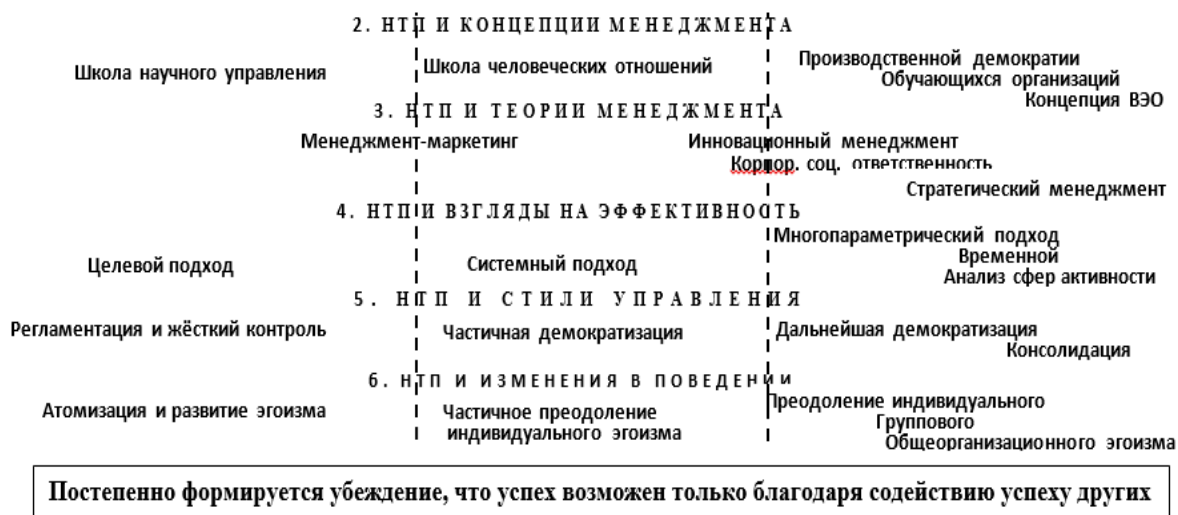 2. НТП И КОНЦЕПЦИИ МЕНЕДЖМЕНТА
Школа научного управления
Школа человеческих отношений
Производственной демократии
Обучающихся организаций
Концепция ВЭО
3. НТП И ТЕОРИИ МЕНЕДЖМЕНТА
Менеджмент-маркетинг
Инновационный менеджмент
Корпор. соц. ответственность
Стратегический менеджмент
4. НТП И ВЗГЛЯДЫ НА ЭФФЕКТИВНОСТЬ
Целевой подход
Системный подход
Многопараметрический подход
Временной
Анализ сфер активности
5. НТП И СТИЛИ УПРАВЛЕНИЯ
Регламентация и жёсткий контроль
Частичная демократизация
Дальнейшая демократизация
Консолидация
6. НТП И ИЗМЕНЕНИЯ В ПОВЕДЕНИИ
Атомизация и развитие эгоизма
Частичное преодоление
индивидуального эгоизма
Преодоление индивидуального
Группового
Общеорганизационного эгоизма
Постепенно формируется убеждение, что успех возможен только благодаря содействию успеху других